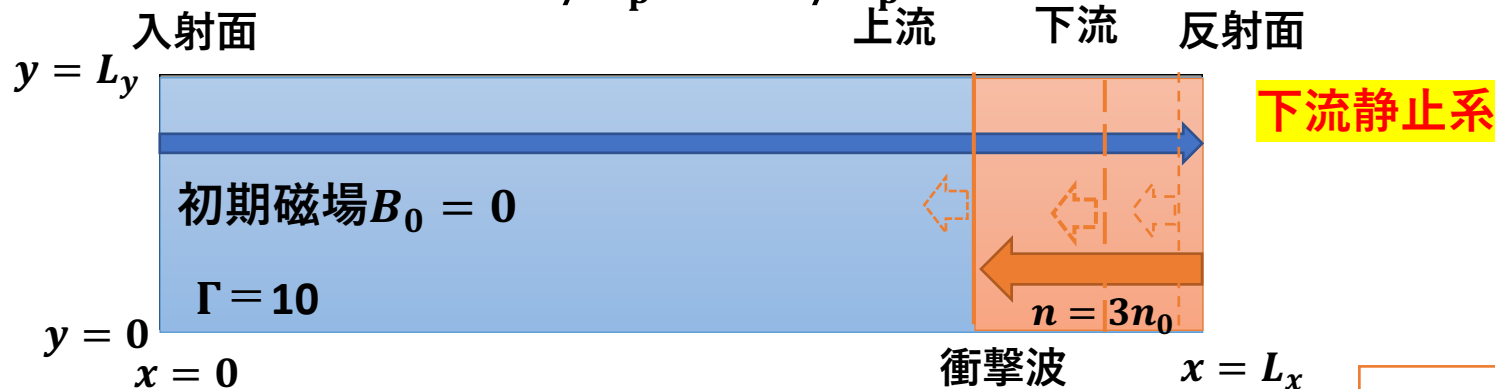 入射面
上流
下流
反射面
y = L_y
下流静止系
初期磁場B_0 = 0
Γ = 10
n = 3n_0
y = 0
x = 0
衝撃波
x = L_x